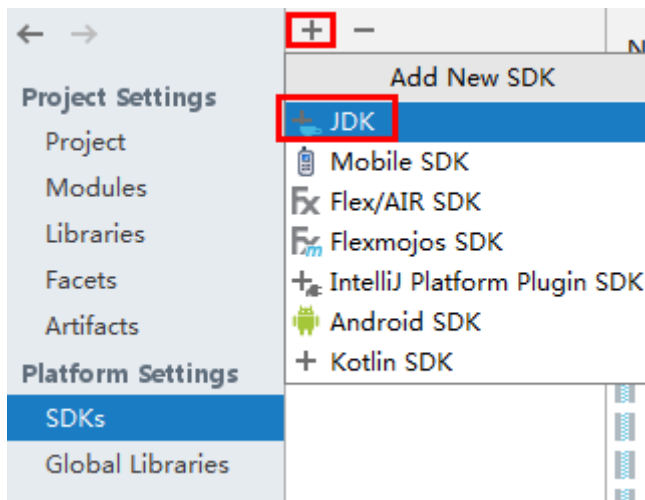 Project Settings
Project
Modules
Libraries
Facets
Artifacts
Platform Settings
SDKs
Global Libraries
Add New SDK
JDK
Mobile SDK
Flex/AIR SDK
Flexmojos SDK
IntelliJ Platform Plugin SDK
Android SDK
Kotlin SDK